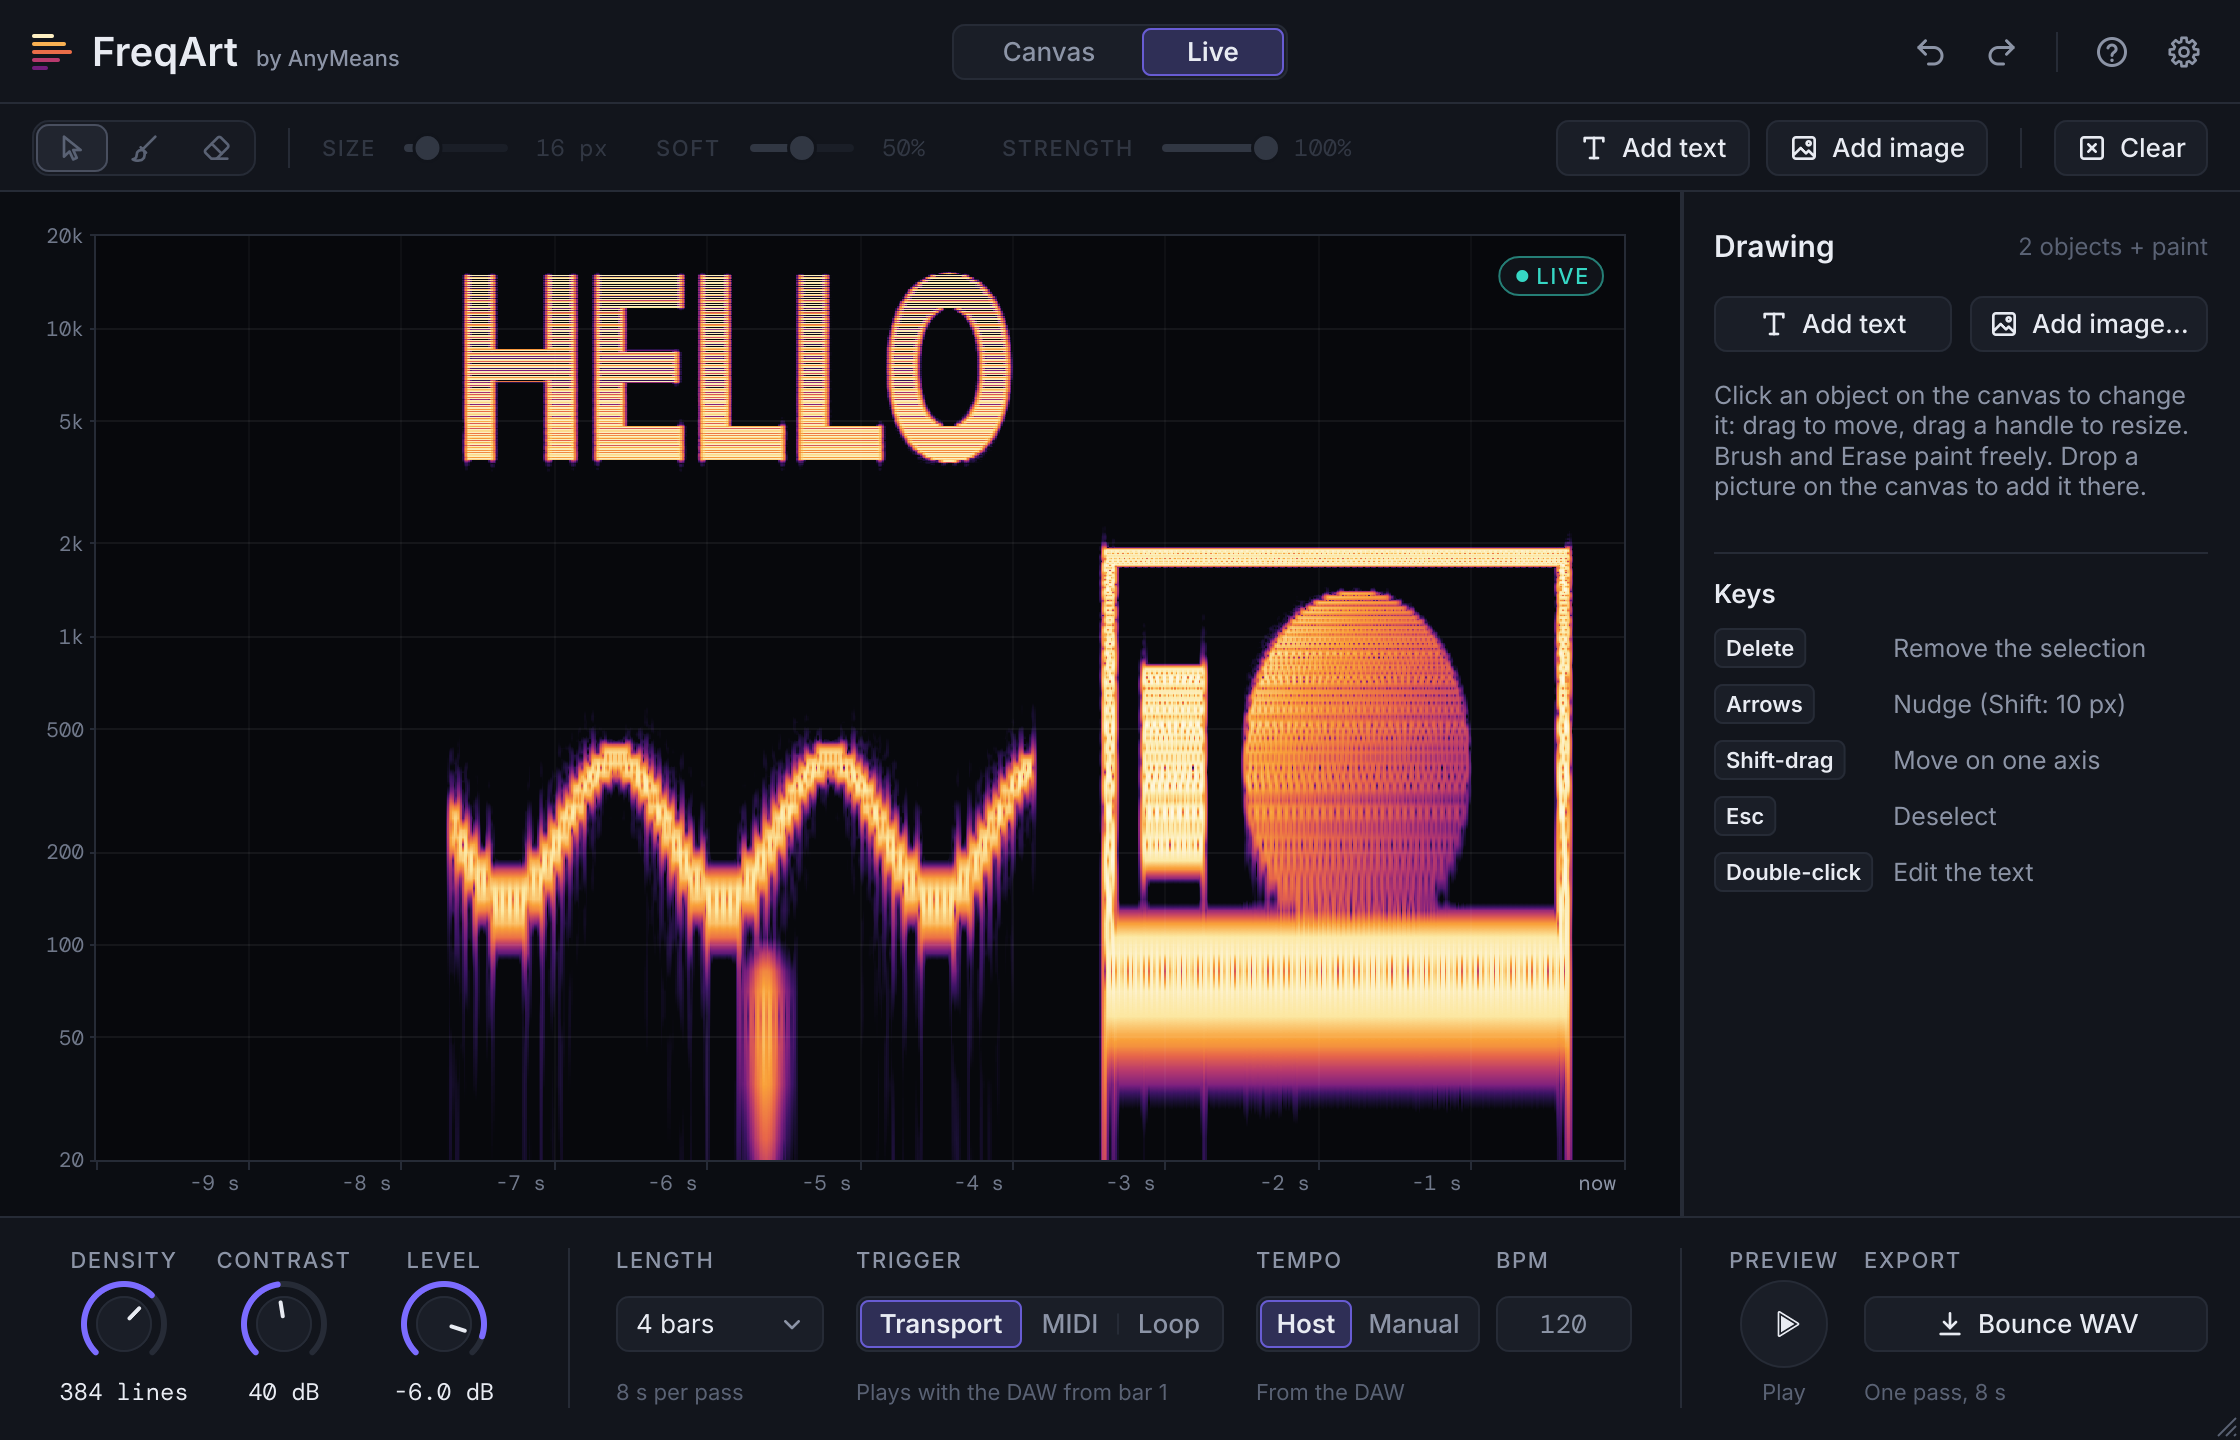 FreqArt by AnyMeans
Canvas Live
SIZE 16 px SOFT 50% STRENGTH 100%
Add text Add image Clear
20k
10k
5k
2k
1k
500
200
100
50
20
HELLO
LIVE
-9 s -8 s -7 s -6 s -5 s -4 s -3 s -2 s -1 s now
Drawing 2 objects + paint
Add text Add image...
Click an object on the canvas to change
it: drag to move, drag a handle to resize.
Brush and Erase paint freely. Drop a
picture on the canvas to add it there.
Keys
Delete Remove the selection
Arrows Nudge (Shift: 10 px)
Shift-drag Move on one axis
Esc Deselect
Double-click Edit the text
DENSITY CONTRAST LEVEL LENGTH TRIGGER TEMPO BPM PREVIEW EXPORT
4 bars Transport MIDI Loop Host Manual 120 Bounce WAV
384 lines 40 dB -6.0 dB 8 s per pass Plays with the DAW from bar 1 From the DAW Play One pass, 8 s